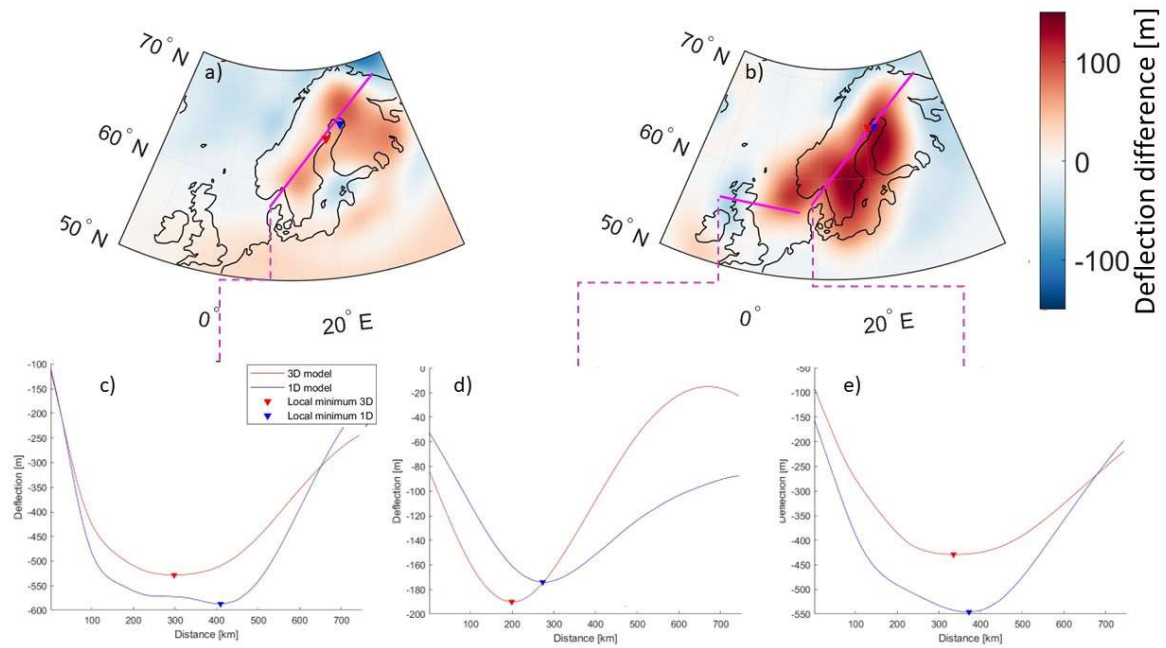 a)
70° N
60° N
50° N
0°
20° E
b)
70° N
60° N
50° N
0°
20° E
100
0
-100
Deflection difference [m]
c)
3D model
1D model
Local minimum 3D
Local minimum 1D
-100
-150
-200
-250
-300
-350
-400
-450
-500
-550
-600
Deflection [m]
100 200 300 400 500 600 700
Distance [km]
d)
0
-20
-40
-60
-80
-100
-120
-140
-160
-180
-200
Deflection [m]
100 200 300 400 500 600 700
Distance [km]
e)
-50
-100
-150
-200
-250
-300
-350
-400
-450
-500
-550
Deflection [m]
100 200 300 400 500 600 700
Distance [km]